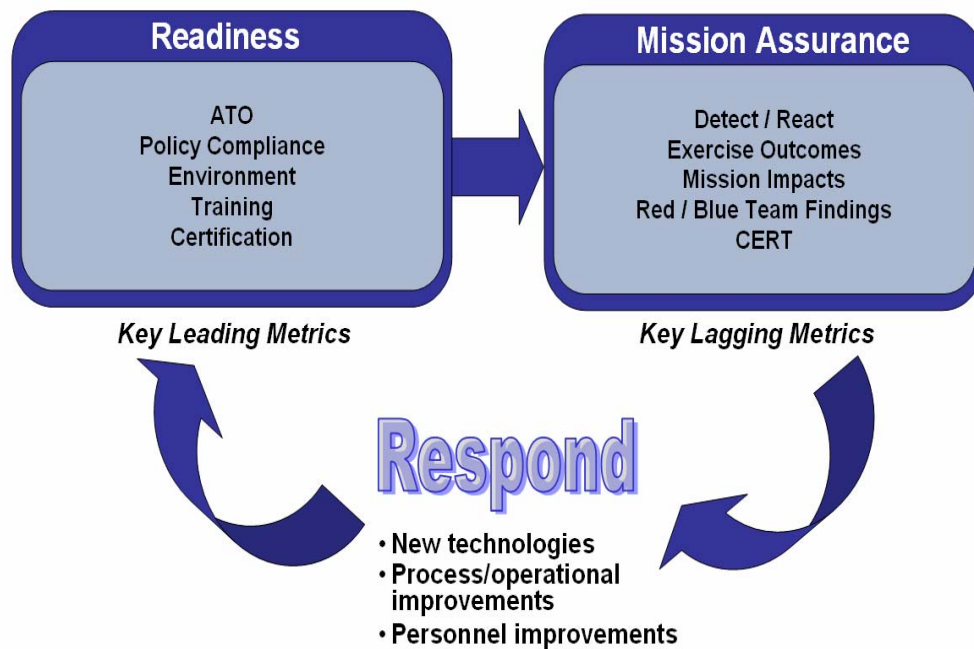 Readiness
ATO
Policy Compliance
Environment
Training
Certification
Key Leading Metrics
Mission Assurance
Detect / React
Exercise Outcomes
Mission Impacts
Red / Blue Team Findings
CERT
Key Lagging Metrics
Respond
• New technologies
• Process/operational
improvements
• Personnel improvements